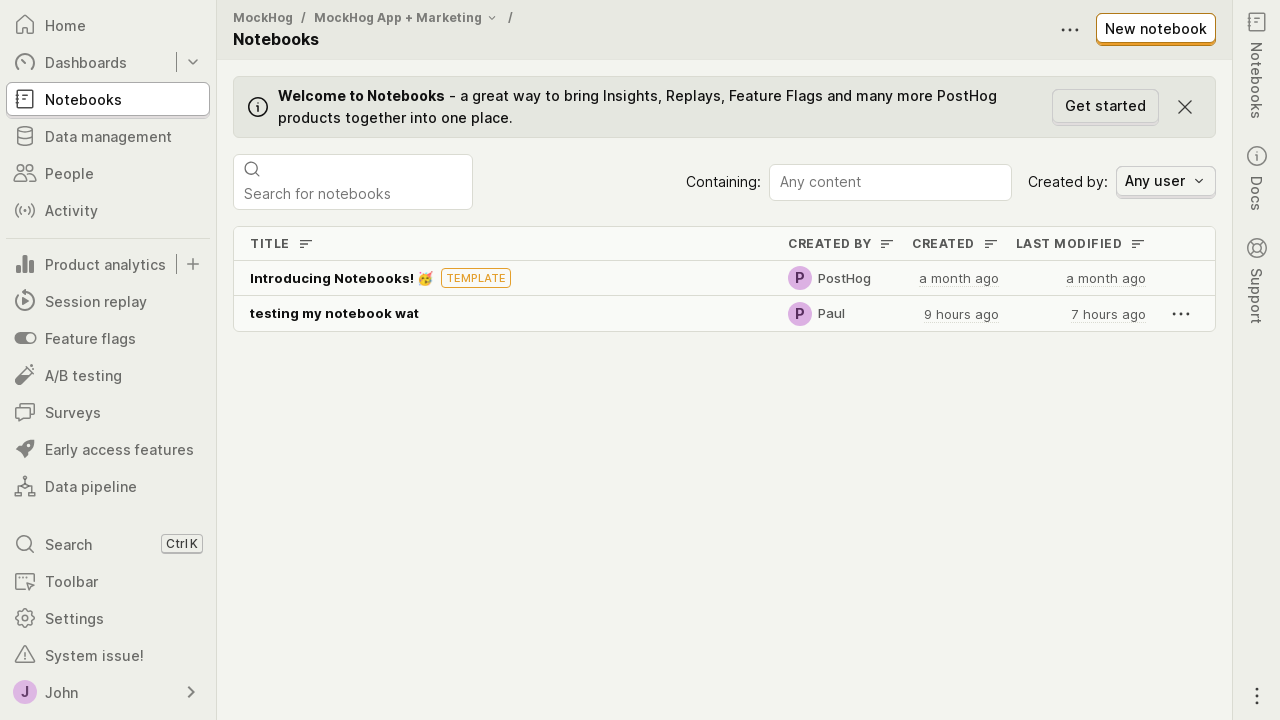 Home
Dashboards
Notebooks
Data management
People
Activity
Product analytics
Session replay
Feature flags
A/B testing
Surveys
Early access features
Data pipeline
Search Ctrl K
Toolbar
Settings
System issue!
J John
MockHog / MockHog App + Marketing /
Notebooks
New notebook
Welcome to Notebooks - a great way to bring Insights, Replays, Feature Flags and many more PostHog
products together into one place.
Get started
Search for notebooks
Containing: Any content
Created by: Any user
TITLE CREATED BY CREATED LAST MODIFIED
Introducing Notebooks! 🥳 TEMPLATE P PostHog a month ago a month ago
testing my notebook wat P Paul 9 hours ago 7 hours ago
Notebooks
Docs
Support